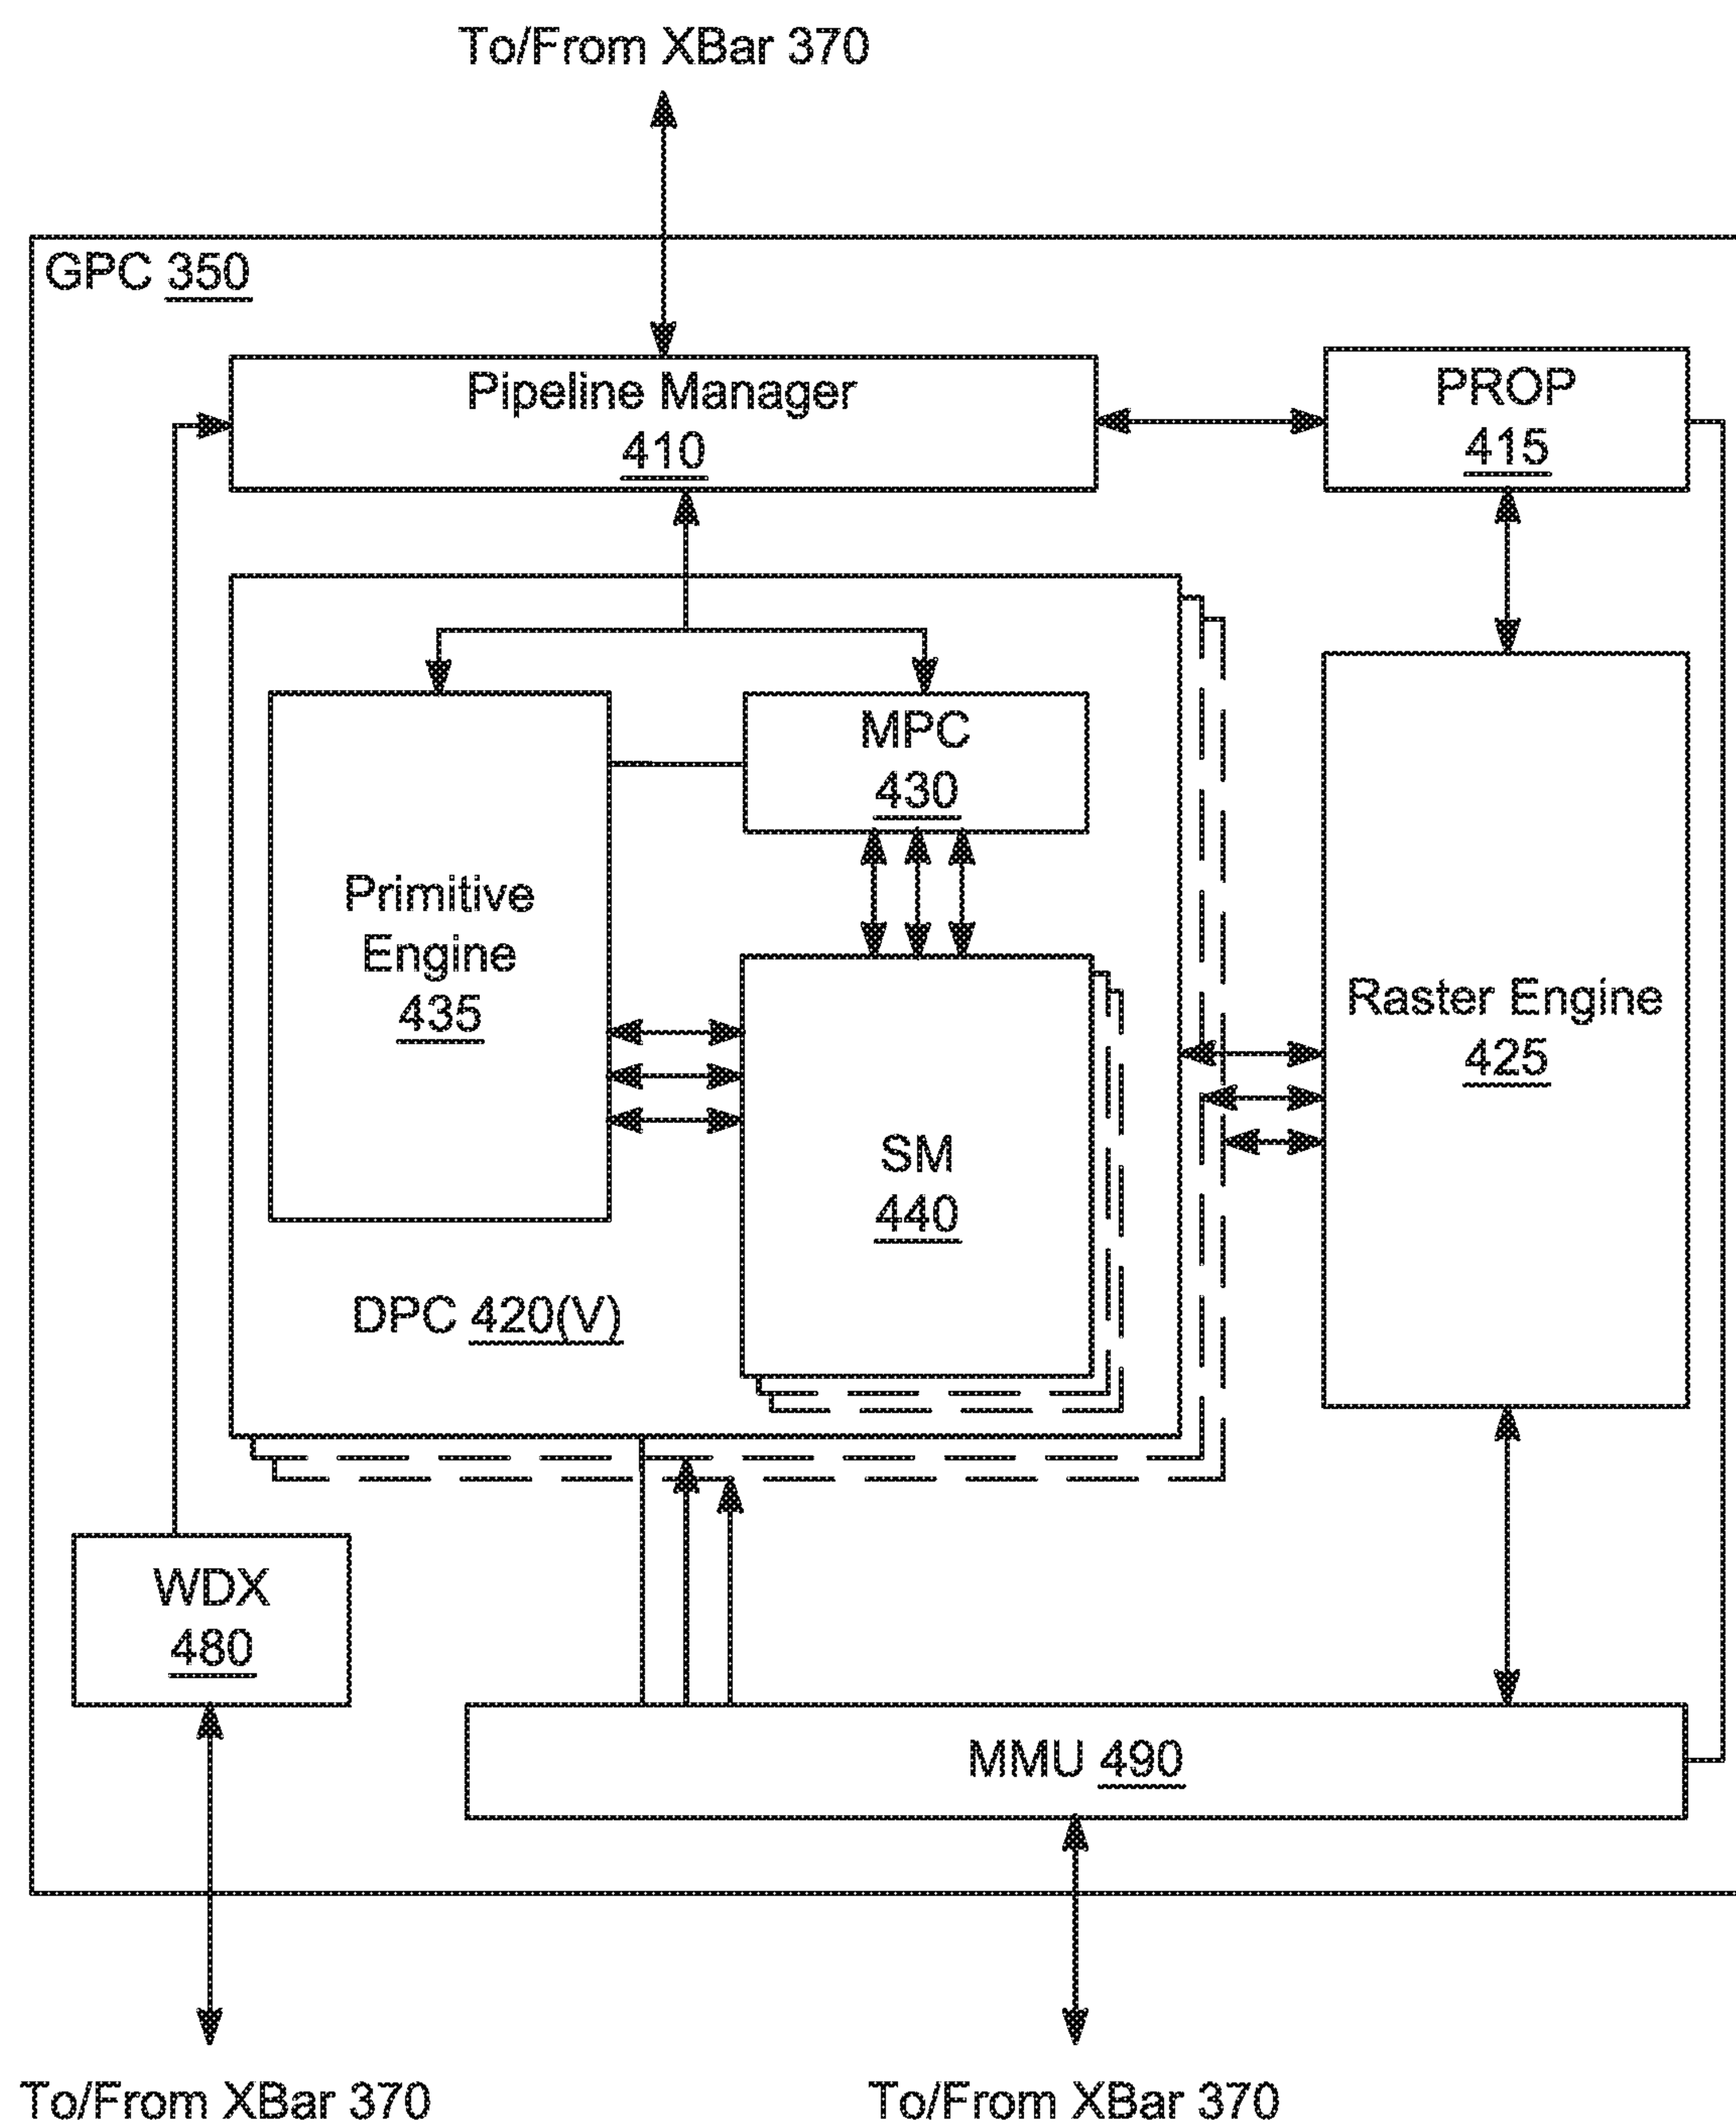 To/From XBar 370
GPC 350
Pipeline Manager
410
PROP
415
MPC
430
Primitive
Engine
435
Raster Engine
425
SM
440
DPC 420(V)
WDX
480
MMU 490
To/From XBar 370
To/From XBar 370